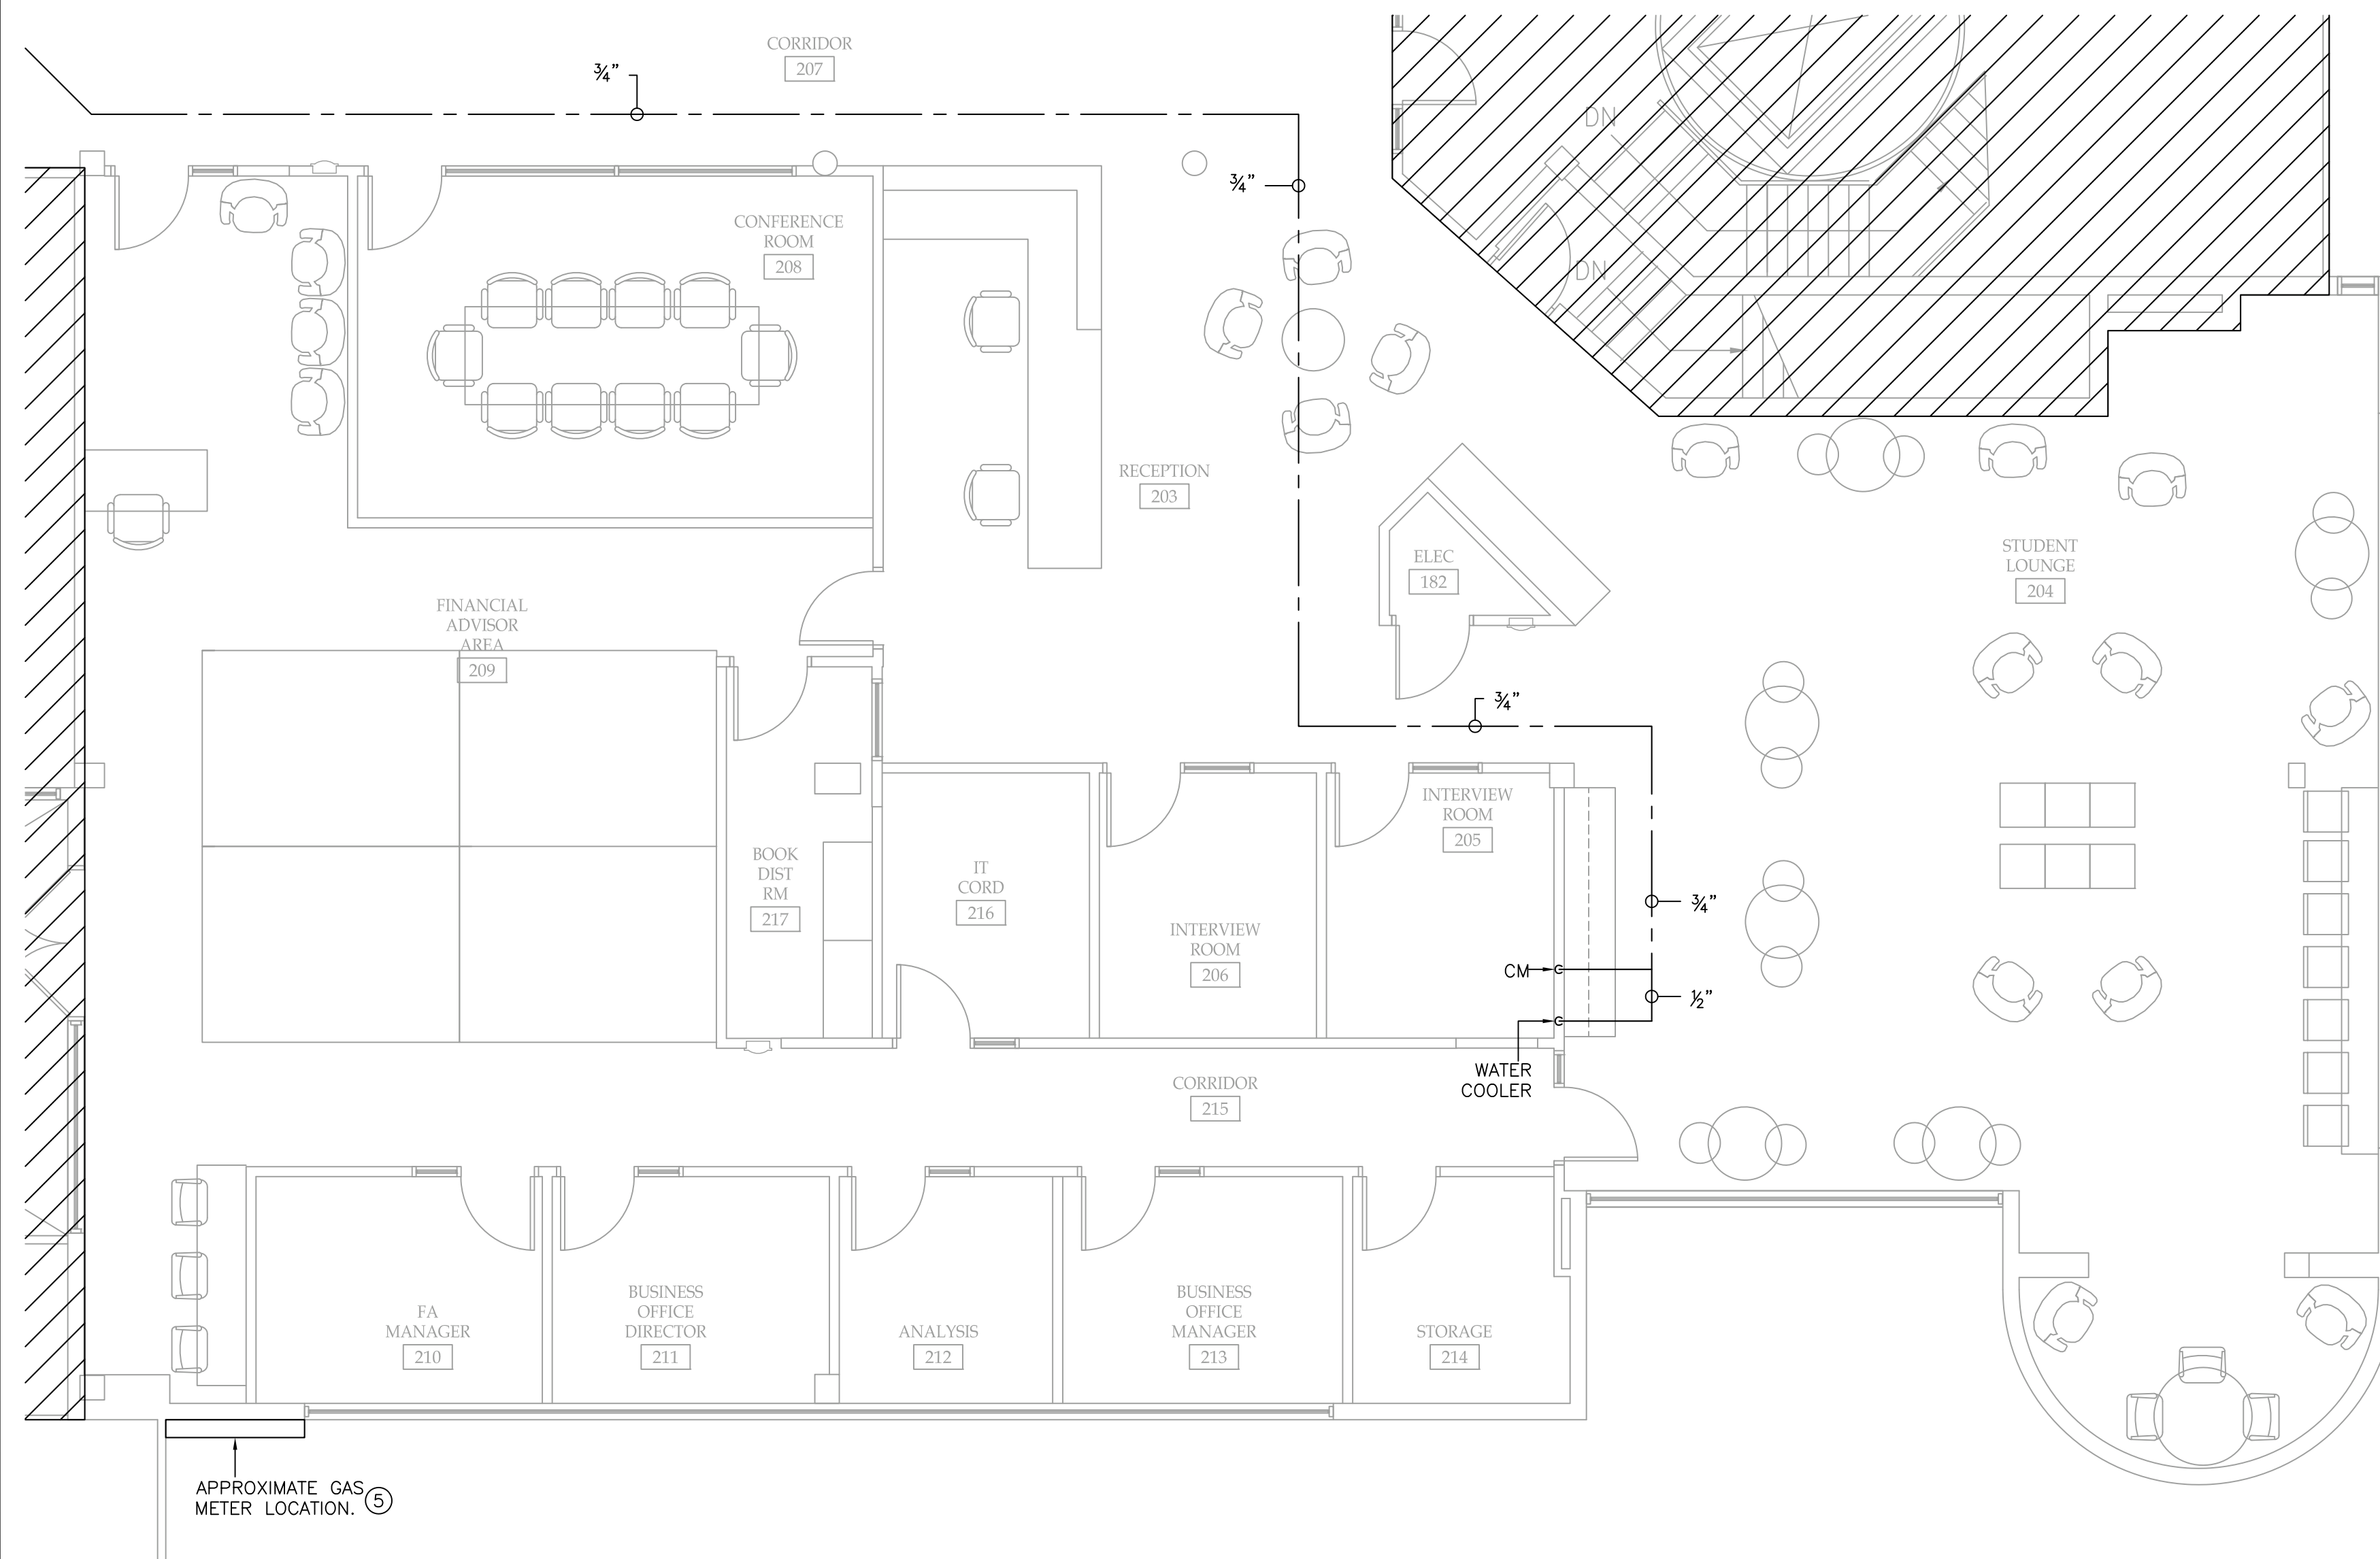 CORRIDOR
207
¾"
¾"
DN
DN
CONFERENCE
ROOM
208
RECEPTION
203
ELEC
182
STUDENT
LOUNGE
204
FINANCIAL
ADVISOR
AREA
209
¾"
INTERVIEW
ROOM
205
BOOK
DIST
RM
217
IT
CORD
216
INTERVIEW
ROOM
206
¾"
CM
½"
WATER
COOLER
CORRIDOR
215
FA
MANAGER
210
BUSINESS
OFFICE
DIRECTOR
211
ANALYSIS
212
BUSINESS
OFFICE
MANAGER
213
STORAGE
214
APPROXIMATE GAS
METER LOCATION. 5